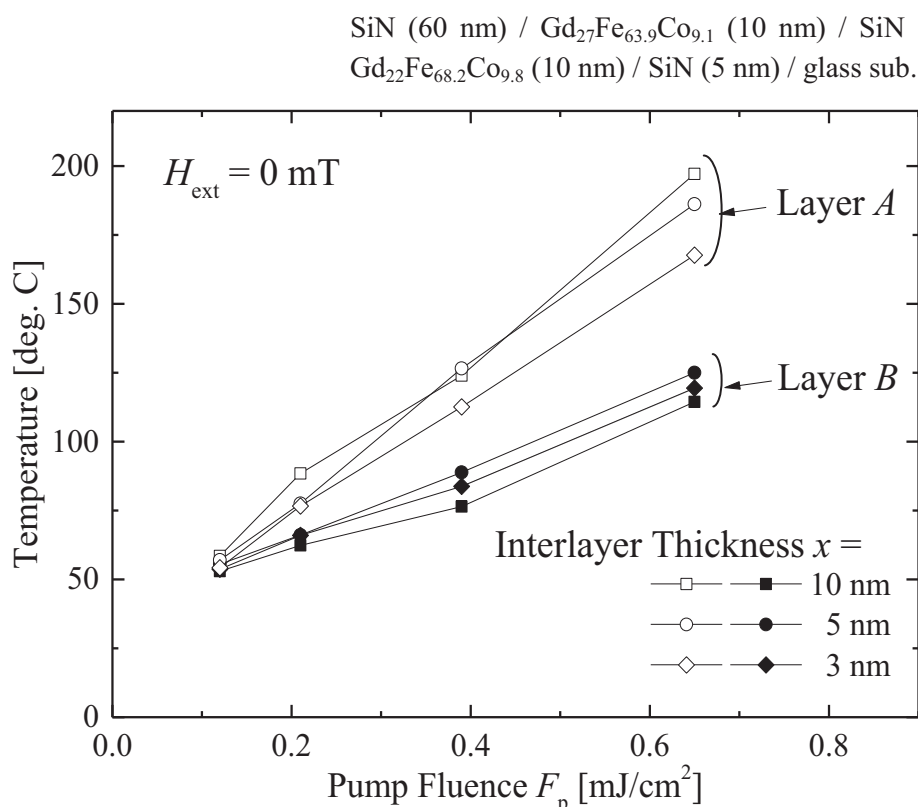 SiN (60 nm) / Gd27Fe63.9Co9.1 (10 nm) / SiN
Gd22Fe68.2Co9.8 (10 nm) / SiN (5 nm) / glass sub.
200
150
100
50
0
0.0
0.2
0.4
0.6
0.8
Temperature [deg. C]
Pump Fluence Fp [mJ/cm2]
Hext = 0 mT
Layer A
Layer B
Interlayer Thickness x =
10 nm
5 nm
3 nm